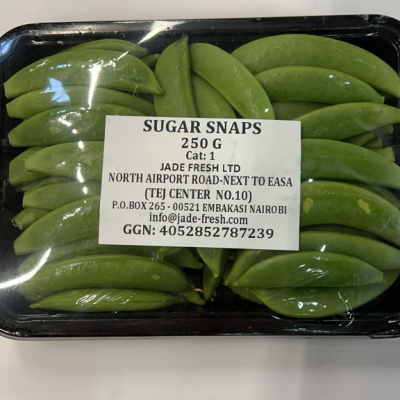 SUGAR SNAPS
250 G
Cat: 1
JADE FRESH LTD
NORTH AIRPORT ROAD-NEXT TO EASA
(TEJ CENTER NO.10)
P.O.BOX 265 - 00521 EMBAKASI NAIROBI
info@jade-fresh.com
GGN: 4052852787239